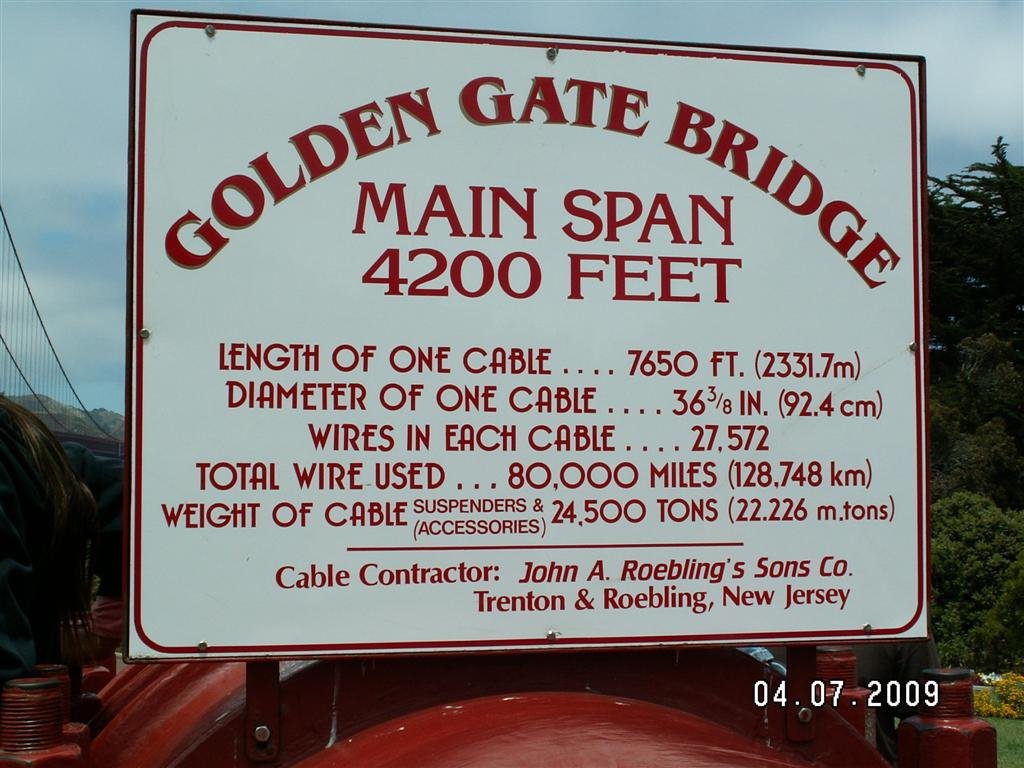 GOLDEN GATE BRIDGE
MAIN SPAN
4200 FEET
LENGTH OF ONE CABLE .... 7650 FT. (2331.7m)
DIAMETER OF ONE CABLE .... 36 3/8 IN. (92.4 cm)
WIRES IN EACH CABLE .... 27,572
TOTAL WIRE USED ... 80,000 MILES (128,748 km)
WEIGHT OF CABLE SUSPENDERS & (ACCESSORIES) 24,500 TONS (22.226 m.tons)
Cable Contractor: John A. Roebling's Sons Co.
Trenton & Roebling, New Jersey
04.07.2009